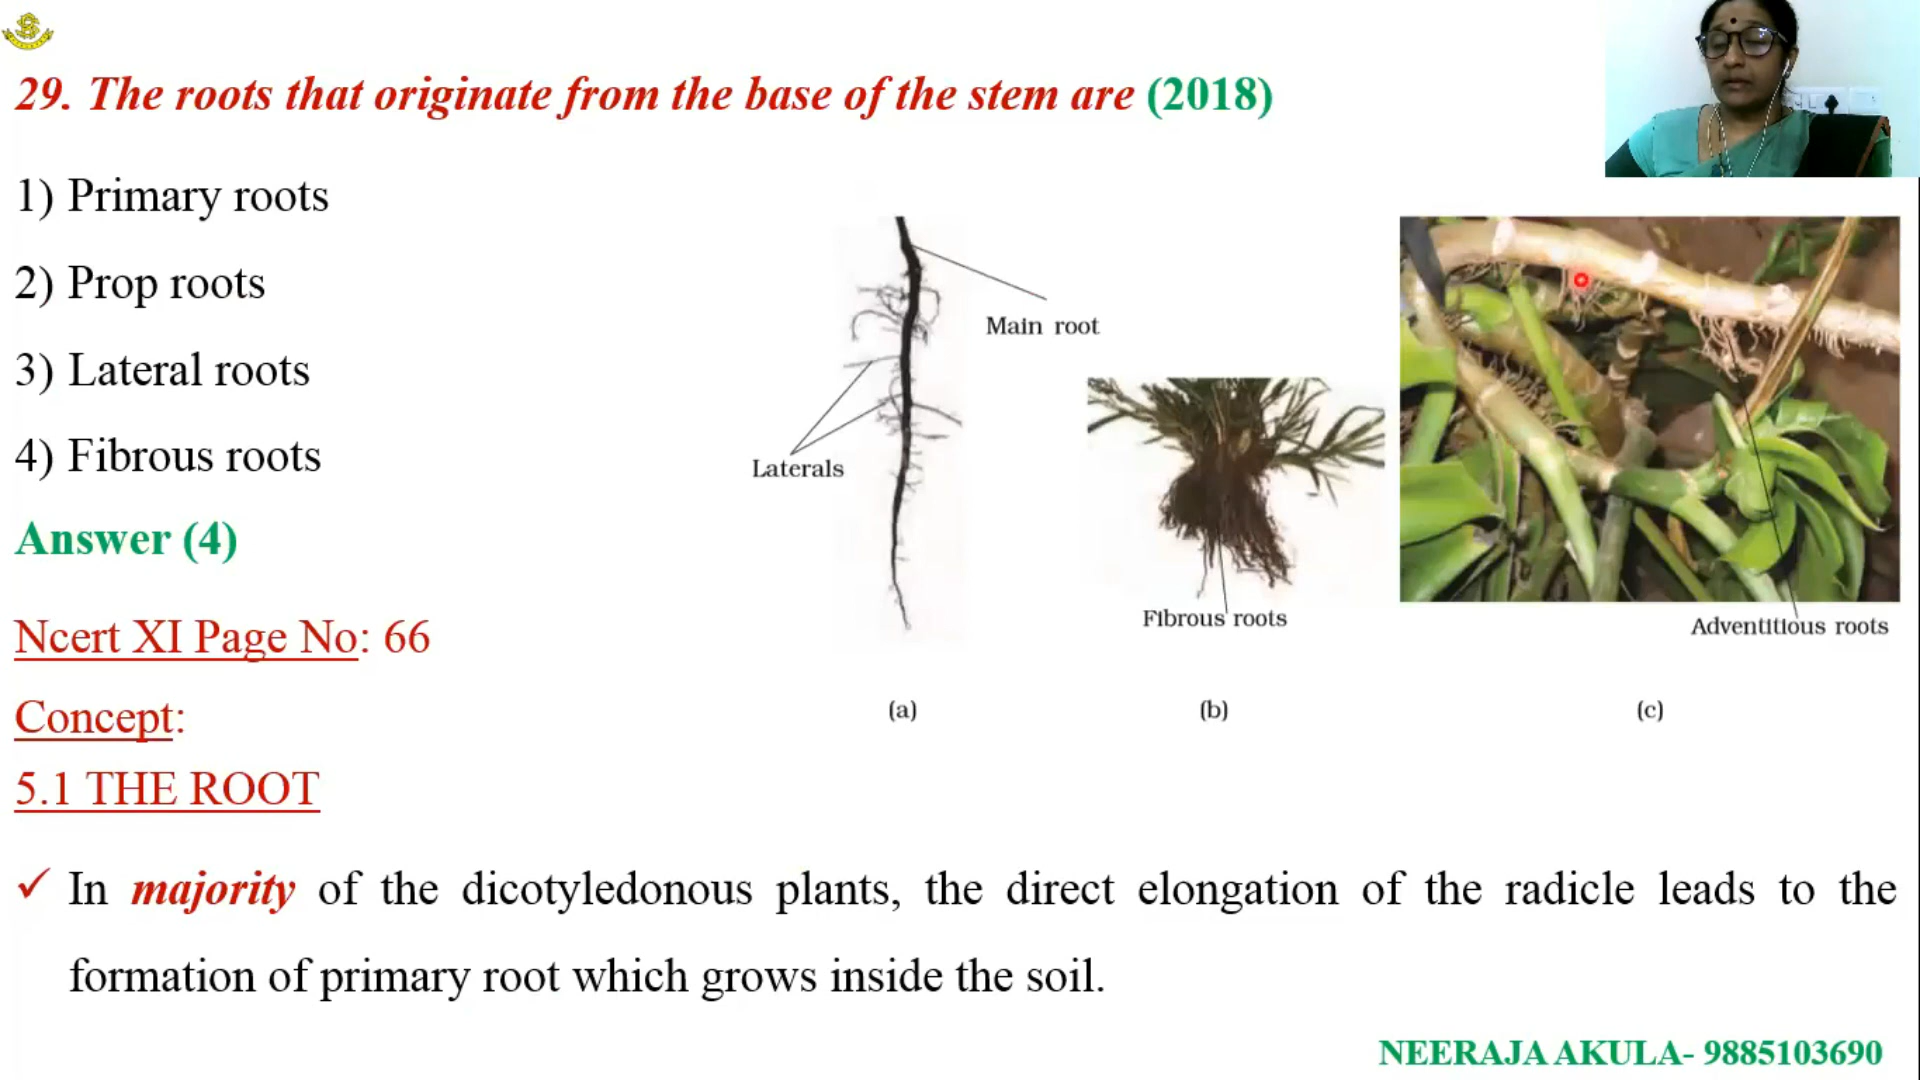 29. The roots that originate from the base of the stem are (2018)
1) Primary roots
2) Prop roots
3) Lateral roots
4) Fibrous roots
Answer (4)
Ncert XI Page No: 66
Concept:
5.1 THE ROOT
Main root
Laterals
Fibrous roots
Adventitious roots
(a)
(b)
(c)
✓ In majority of the dicotyledonous plants, the direct elongation of the radicle leads to the
formation of primary root which grows inside the soil.
NEERAJA AKULA- 9885103690